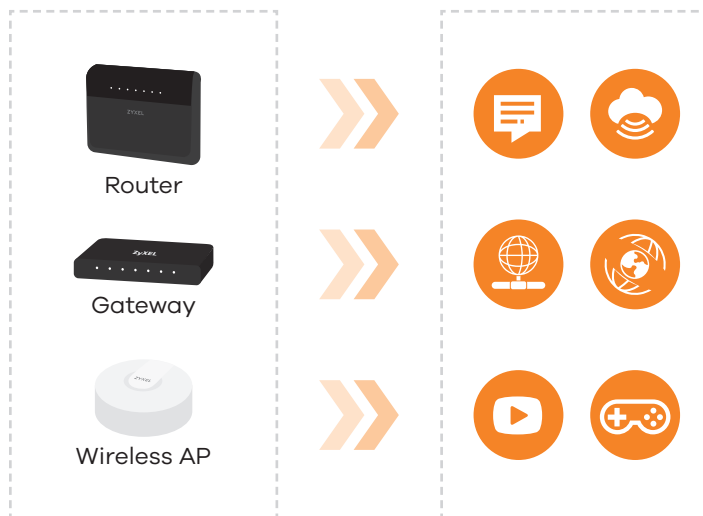 ZYXEL
Router
ZyXEL
Gateway
ZYXEL
Wireless AP